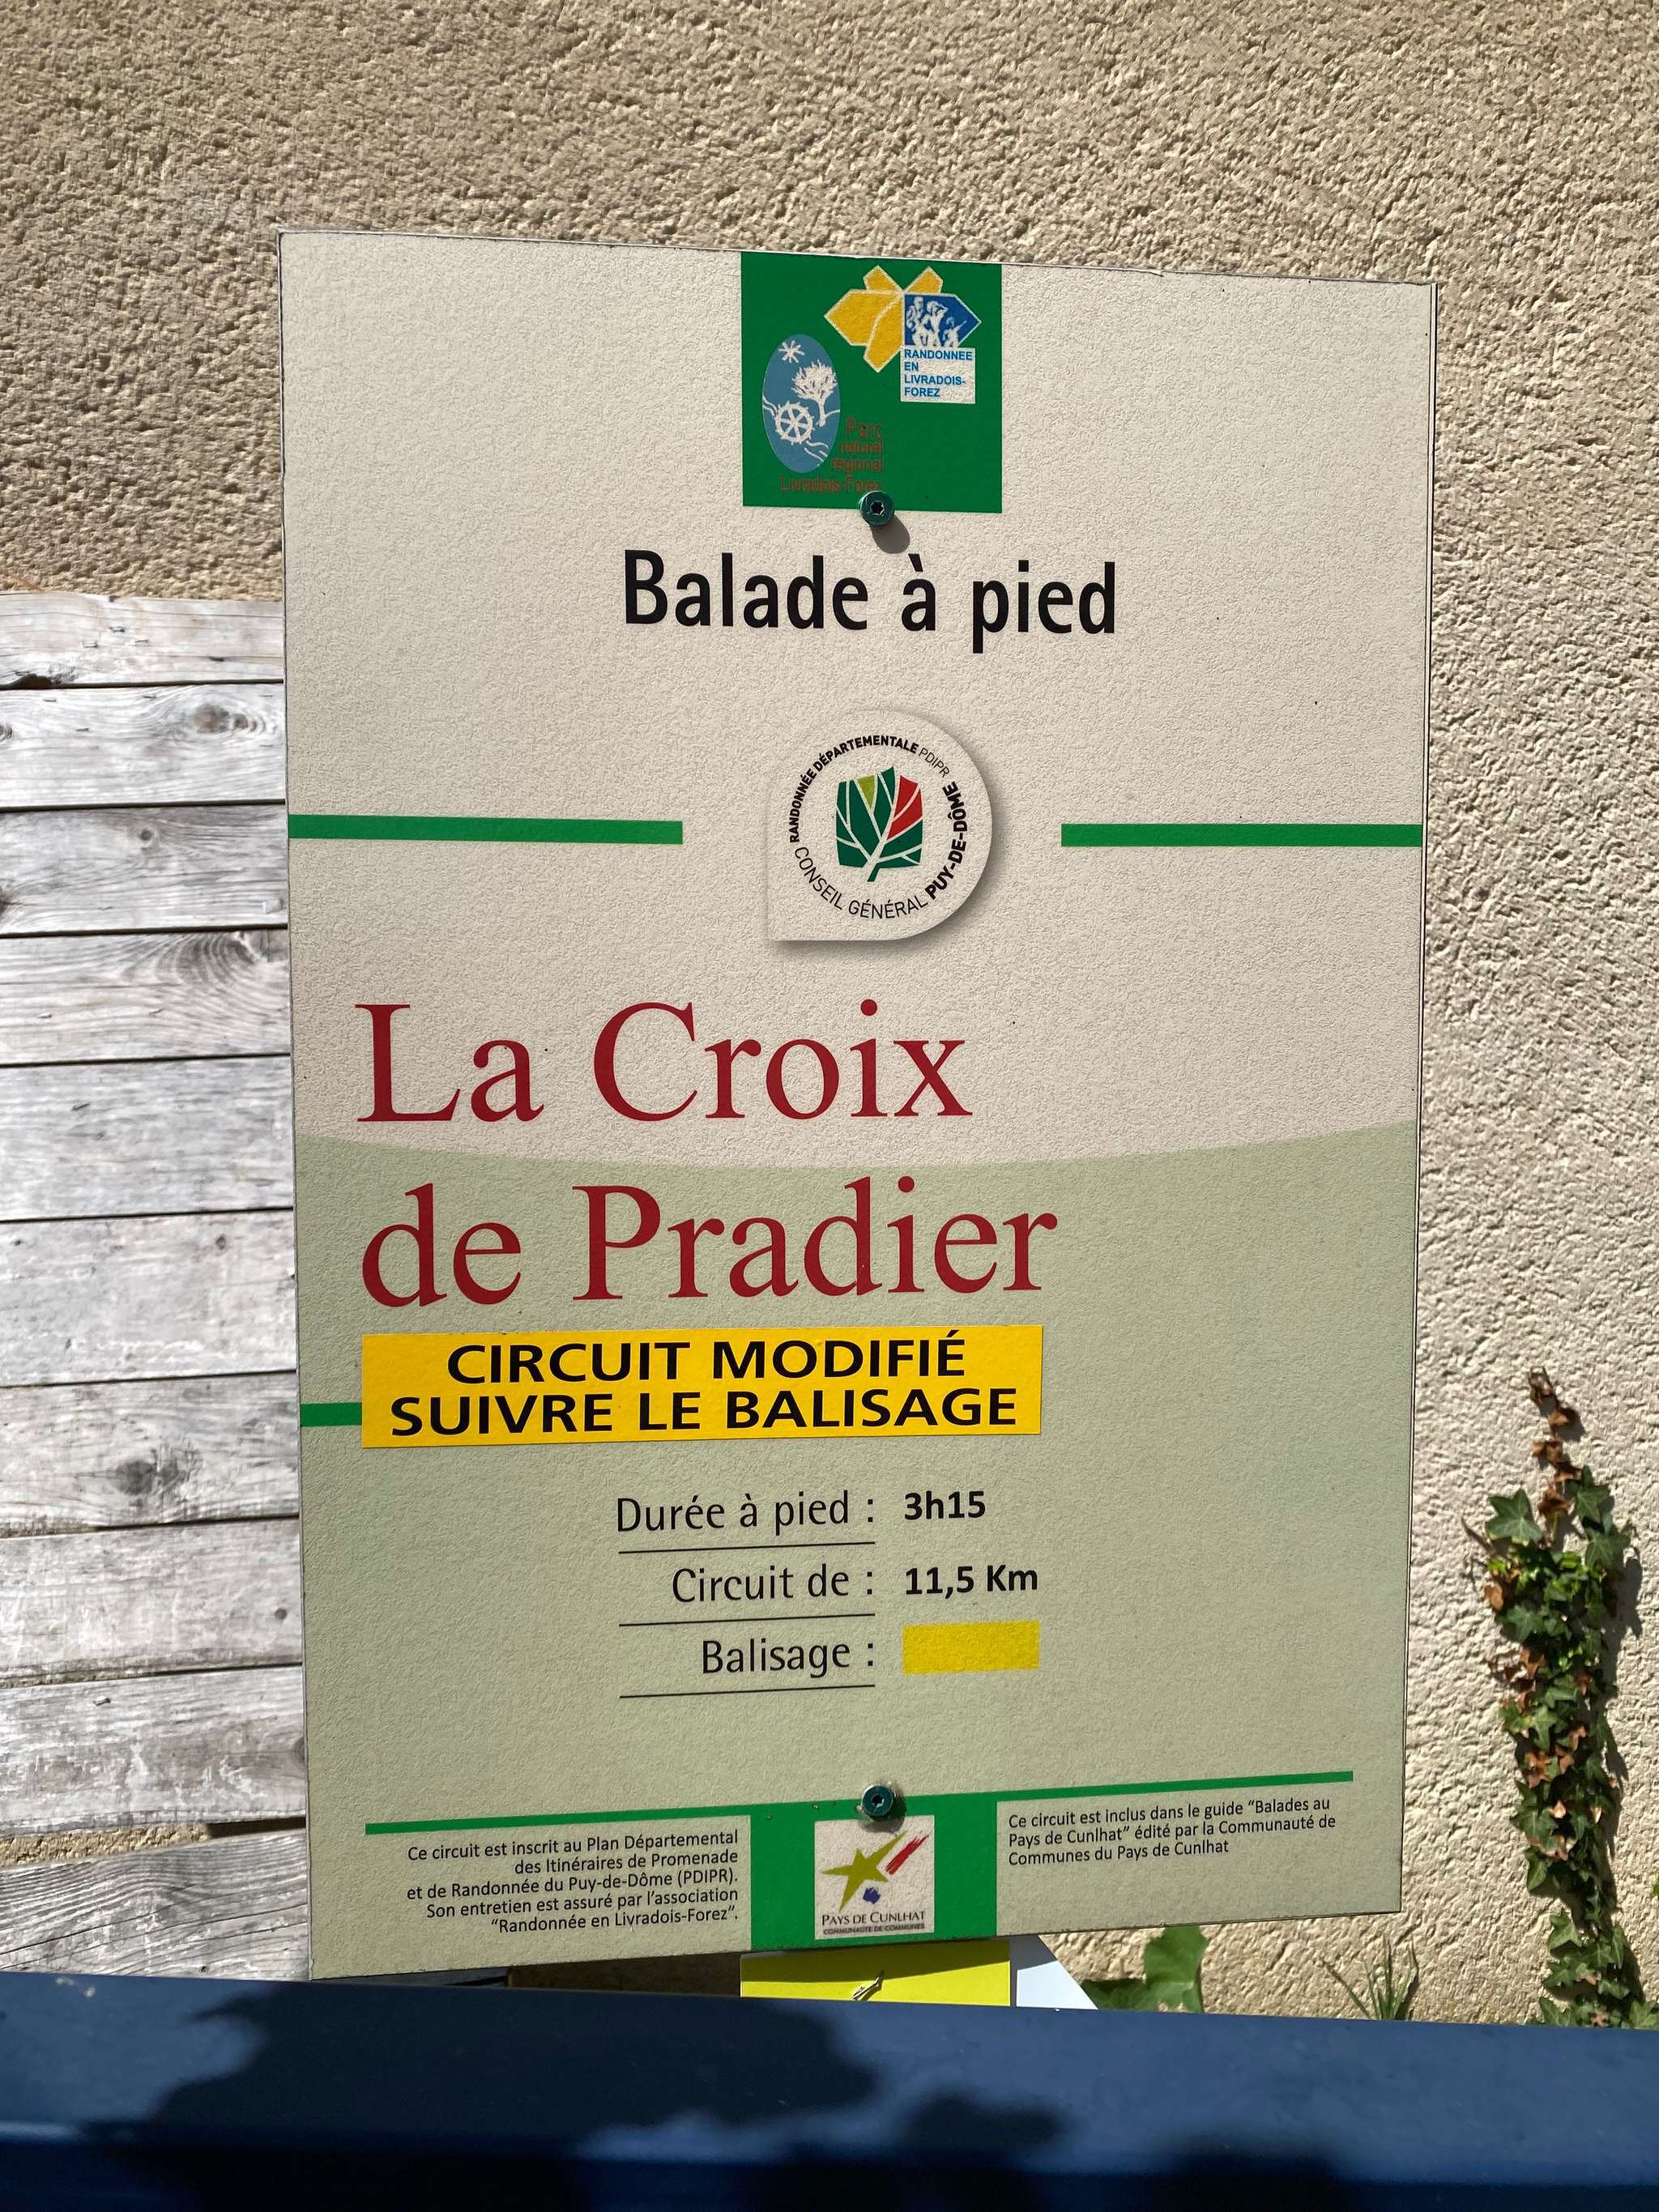 RANDONNEE
EN
LIVRADOIS-
FOREZ
Parc
naturel
régional
Livradois-Forez
Balade à pied
RANDONNÉE DÉPARTEMENTALE PDIPR
CONSEIL GÉNÉRAL PUY-DE-DÔME
La Croix
de Pradier
CIRCUIT MODIFIÉ
SUIVRE LE BALISAGE
Durée à pied : 3h15
Circuit de : 11,5 Km
Balisage :
Ce circuit est inscrit au Plan Départemental
des Itinéraires de Promenade
et de Randonnée du Puy-de-Dôme (PDIPR).
Son entretien est assuré par l'association
"Randonnée en Livradois-Forez".
PAYS DE CUNLHAT
COMMUNAUTÉ DE COMMUNES
Ce circuit est inclus dans le guide "Balades au
Pays de Cunlhat" édité par la Communauté de
Communes du Pays de Cunlhat